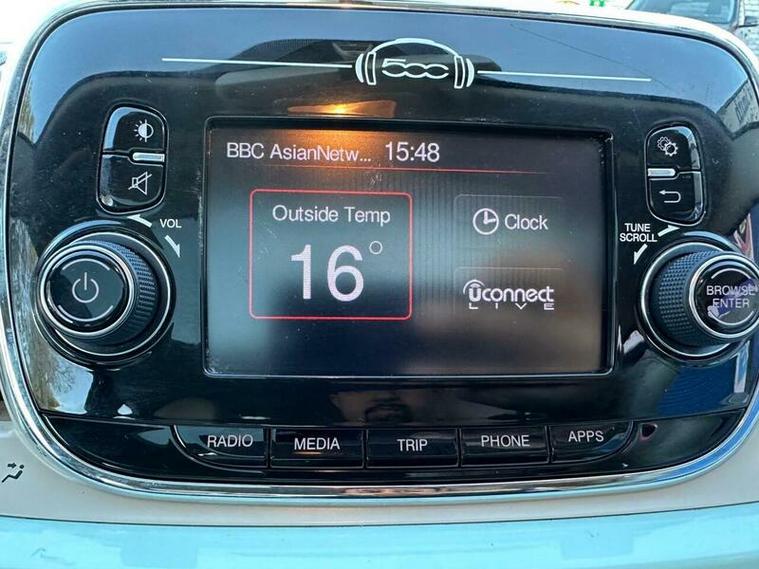 500
BBC AsianNetw... 15:48
VOL
Outside Temp
16°
Clock
uconnect
LIVE
TUNE
SCROLL
BROWSE
ENTER
RADIO
MEDIA
TRIP
PHONE
APPS